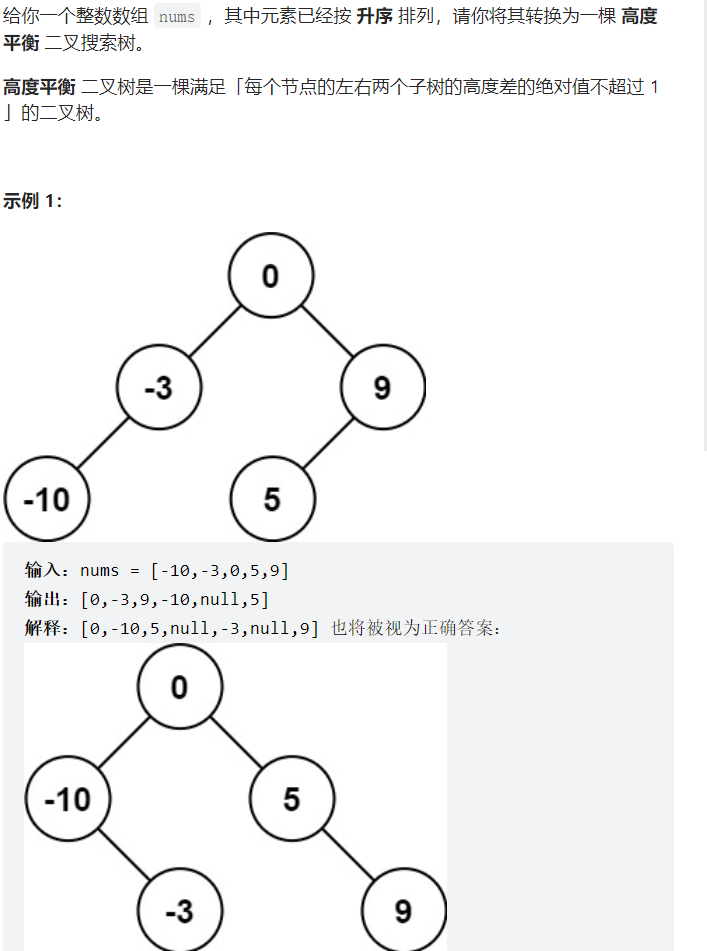 给你一个整数数组 nums ，其中元素已经按 升序 排列，请你将其转换为一棵 高度
平衡 二叉搜索树。
高度平衡 二叉树是一棵满足「每个节点的左右两个子树的高度差的绝对值不超过 1
」的二叉树。
示例 1：
0
-3 9
-10 5
输入：nums = [-10,-3,0,5,9]
输出：[0,-3,9,-10,null,5]
解释：[0,-10,5,null,-3,null,9] 也将被视为正确答案：
0
-10 5
-3 9